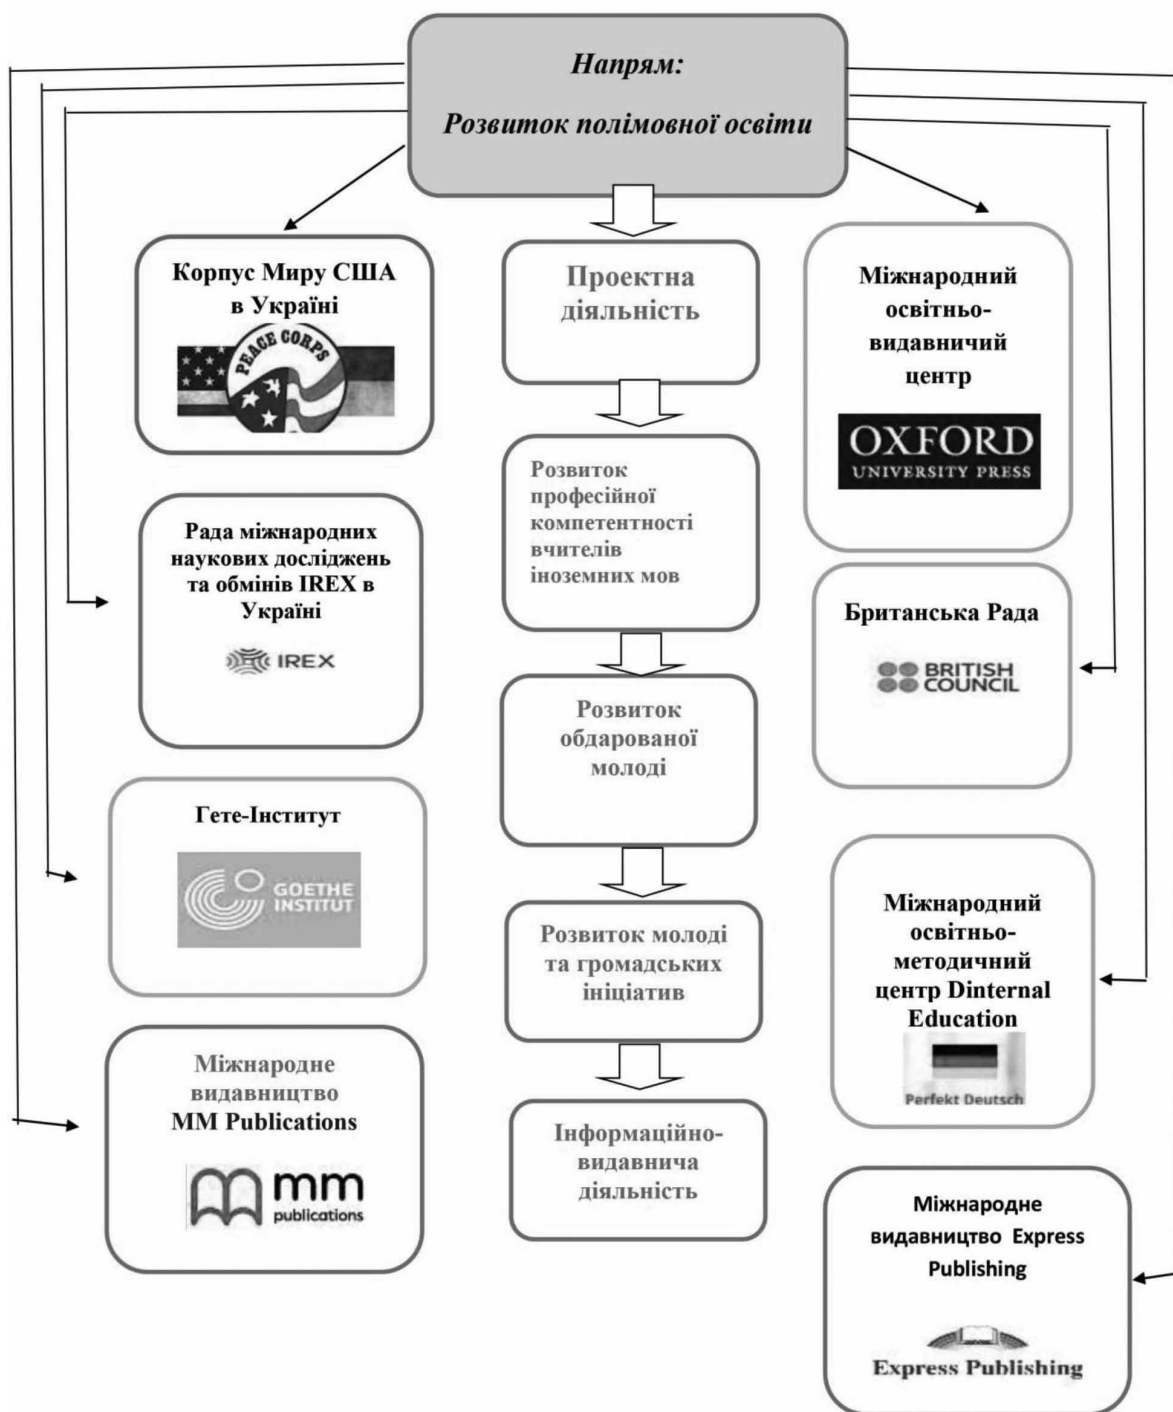 Напрям:
Розвиток полімовної освіти
Корпус Миру США
в Україні
PEACE CORPS
Рада міжнародних
наукових досліджень
та обмінів IREX в
Україні
IREX
Гете-Інститут
GOETHE
INSTITUT
Міжнародне
видавництво
MM Publications
mm
publications
Проектна
діяльність
Розвиток
професійної
компетентності
вчителів
іноземних мов
Розвиток
обдарованої
молоді
Розвиток молоді
та громадських
ініціатив
Інформаційно-
видавнича
діяльність
Міжнародний
освітньо-
видавничий
центр
OXFORD
UNIVERSITY PRESS
Британська Рада
BRITISH
COUNCIL
Міжнародний
освітньо-
методичний
центр Dinternal
Education
Perfekt Deutsch
Міжнародне
видавництво Express
Publishing
Express Publishing